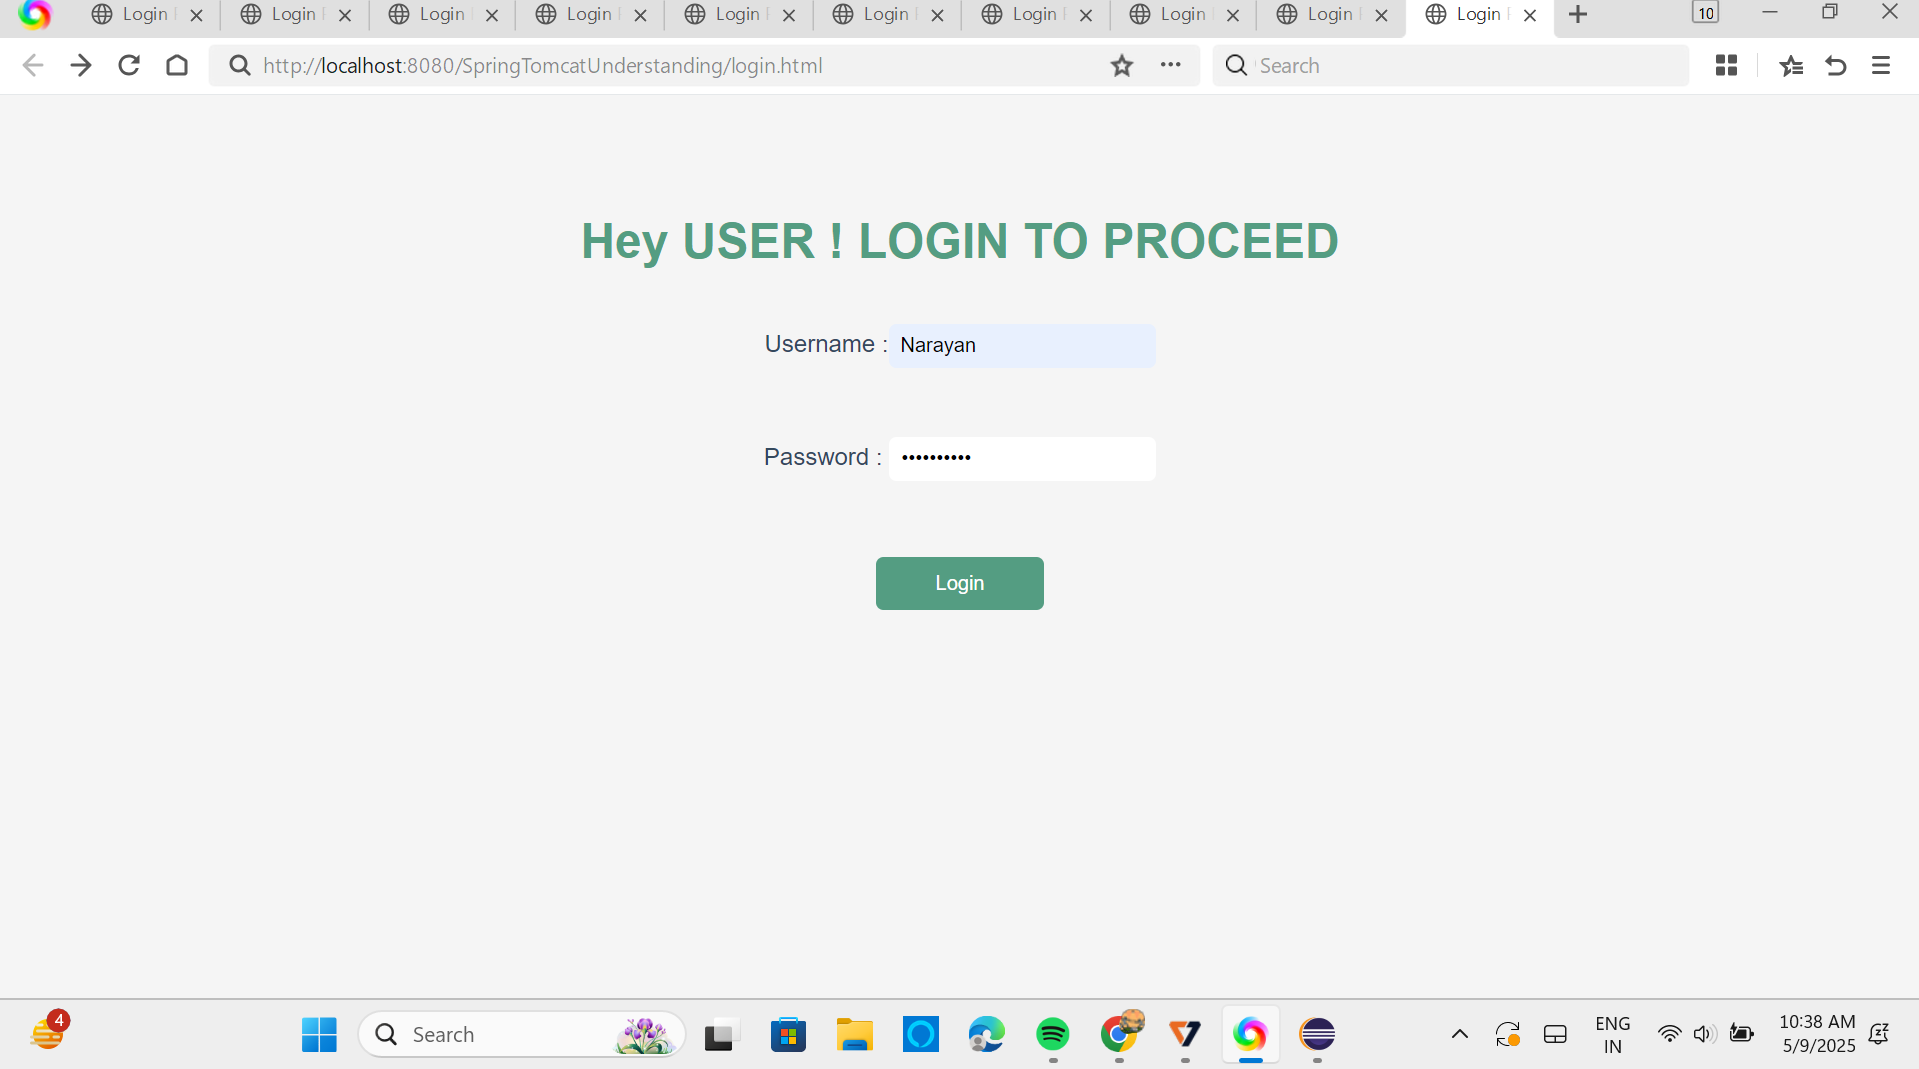 Login
Login
Login
Login
Login
Login
Login
Login
Login
Login
10
http://localhost:8080/SpringTomcatUnderstanding/login.html
Search
Hey USER ! LOGIN TO PROCEED
Username :
Narayan
Password :
••••••••••
Login
4
Search
ENG
IN
10:38 AM
5/9/2025